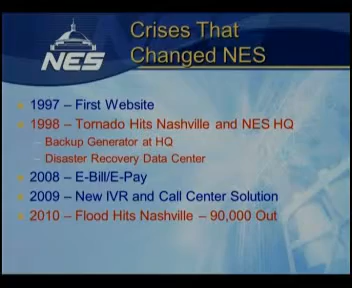 NES
Crises That
Changed NES
1997 – First Website
1998 – Tornado Hits Nashville and NES HQ
– Backup Generator at HQ
– Disaster Recovery Data Center
2008 – E-Bill/E-Pay
2009 – New IVR and Call Center Solution
2010 – Flood Hits Nashville – 90,000 Out